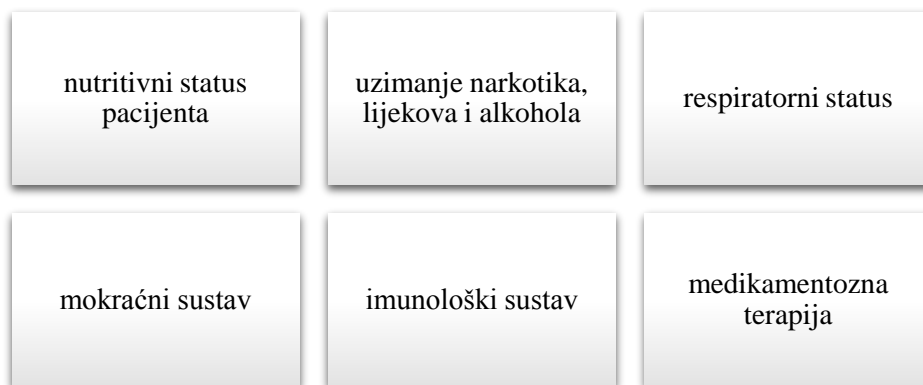 nutritivni status
pacijenta
uzimanje narkotika,
lijekova i alkohola
respiratorni status
mokraćni sustav
imunološki sustav
medikamentozna
terapija